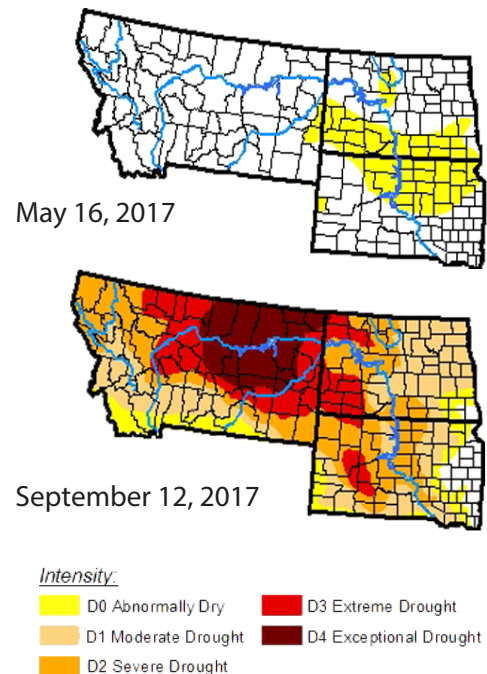 May 16, 2017
September 12, 2017
Intensity:
D0 Abnormally Dry
D3 Extreme Drought
D1 Moderate Drought
D4 Exceptional Drought
D2 Severe Drought